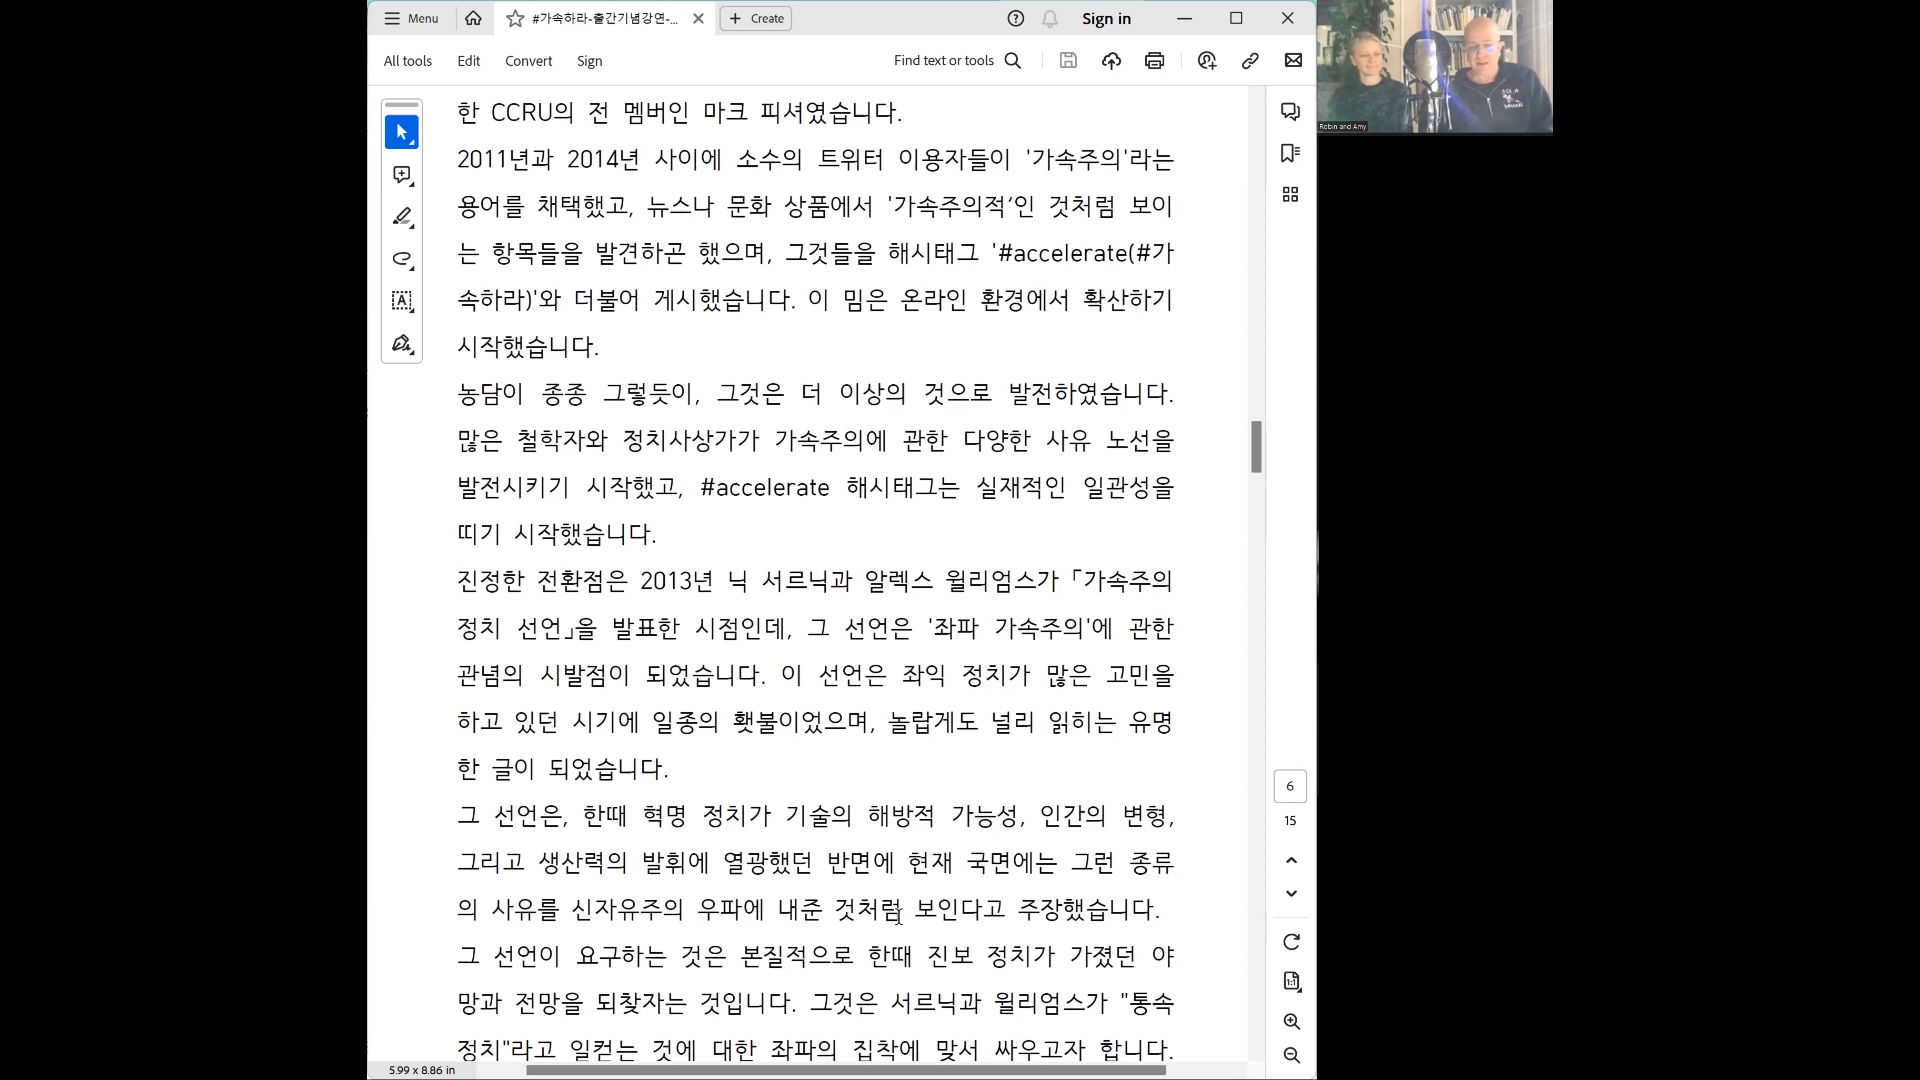 Menu
#가속하라-출간기념강연-...
Create
Sign in
All tools
Edit
Convert
Sign
Find text or tools
한 CCRU의 전 멤버인 마크 피셔였습니다.
2011년과 2014년 사이에 소수의 트위터 이용자들이 '가속주의'라는
용어를 채택했고, 뉴스나 문화 상품에서 '가속주의적‘인 것처럼 보이
는 항목들을 발견하곤 했으며, 그것들을 해시태그 '#accelerate(#가
속하라)'와 더불어 게시했습니다. 이 밈은 온라인 환경에서 확산하기
시작했습니다.
농담이 종종 그렇듯이, 그것은 더 이상의 것으로 발전하였습니다.
많은 철학자와 정치사상가가 가속주의에 관한 다양한 사유 노선을
발전시키기 시작했고, #accelerate 해시태그는 실재적인 일관성을
띠기 시작했습니다.
진정한 전환점은 2013년 닉 서르닉과 알렉스 윌리엄스가 「가속주의
정치 선언」을 발표한 시점인데, 그 선언은 '좌파 가속주의'에 관한
관념의 시발점이 되었습니다. 이 선언은 좌익 정치가 많은 고민을
하고 있던 시기에 일종의 횃불이었으며, 놀랍게도 널리 읽히는 유명
한 글이 되었습니다.
그 선언은, 한때 혁명 정치가 기술의 해방적 가능성, 인간의 변형,
그리고 생산력의 발휘에 열광했던 반면에 현재 국면에는 그런 종류
의 사유를 신자유주의 우파에 내준 것처럼 보인다고 주장했습니다.
그 선언이 요구하는 것은 본질적으로 한때 진보 정치가 가졌던 야
망과 전망을 되찾자는 것입니다. 그것은 서르닉과 윌리엄스가 "통속
정치"라고 일컫는 것에 대한 좌파의 집착에 맞서 싸우고자 합니다.
6
15
5.99 x 8.86 in
Robin and Amy